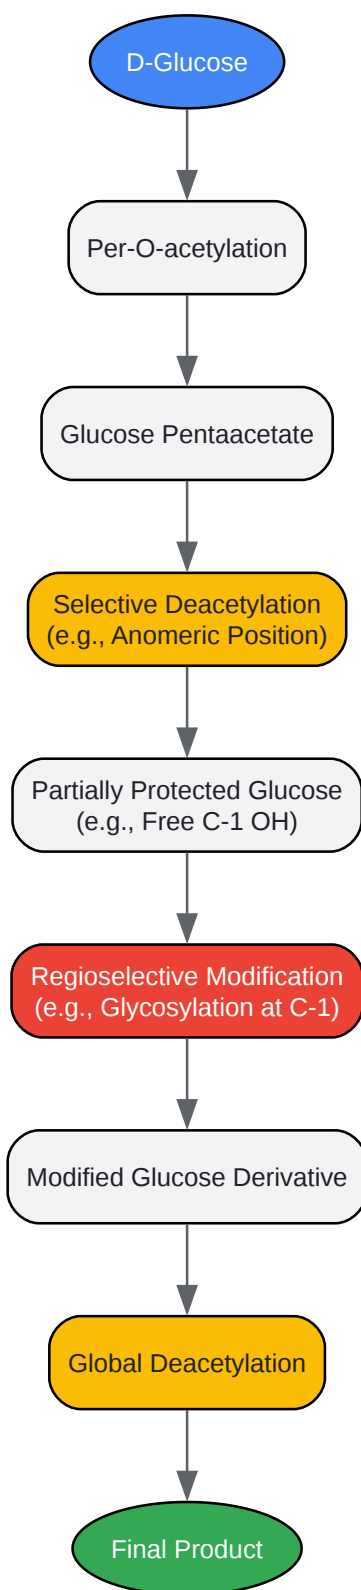 D-Glucose
Per-O-acetylation
Glucose Pentaacetate
Selective Deacetylation
(e.g., Anomeric Position)
Partially Protected Glucose
(e.g., Free C-1 OH)
Regioselective Modification
(e.g., Glycosylation at C-1)
Modified Glucose Derivative
Global Deacetylation
Final Product